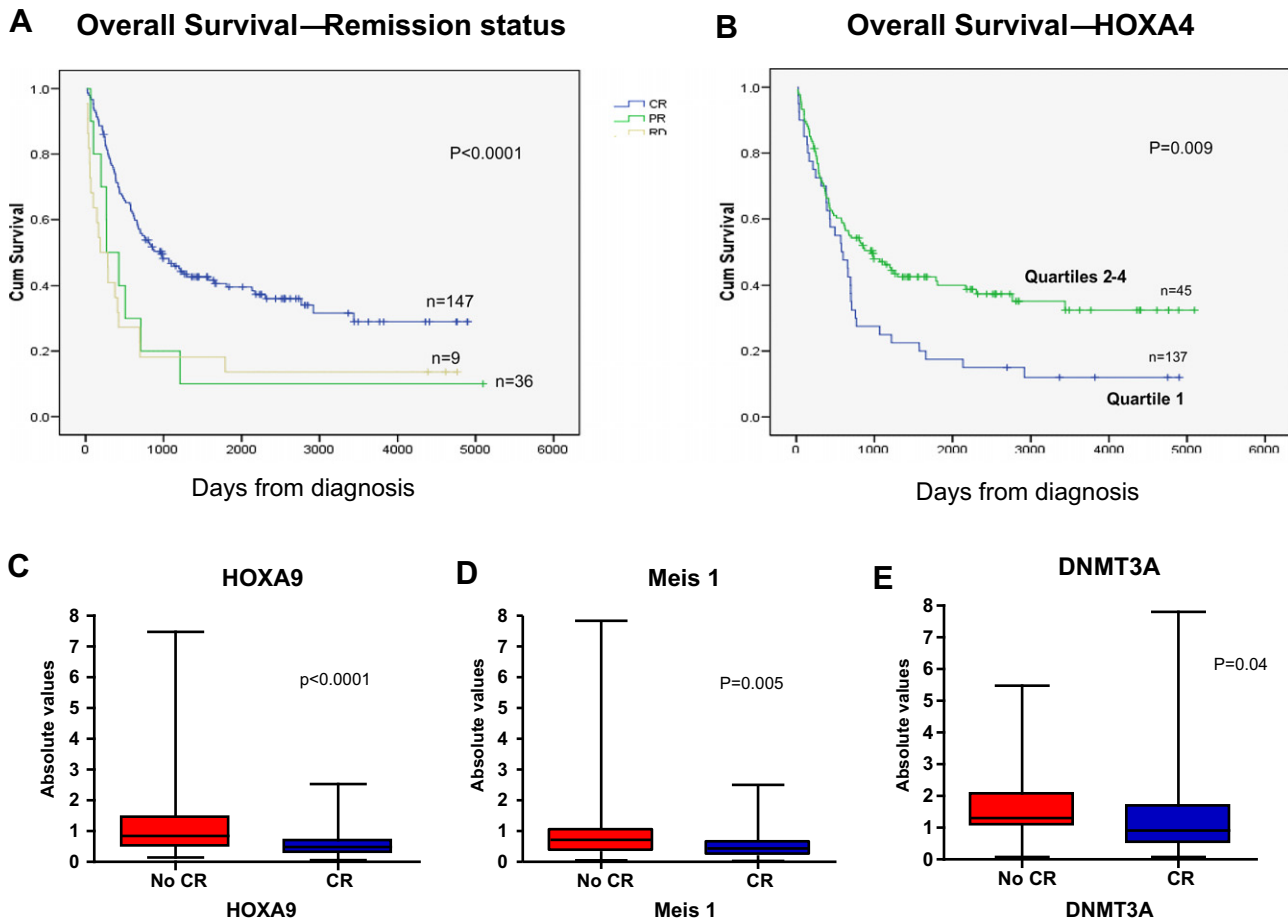 A Overall Survival—Remission status
Cum Survival
1.0
0.8
0.6
0.4
0.2
0.0
0 1000 2000 3000 4000 5000 6000
P<0.0001
n=147
n=9
n=36
Days from diagnosis
CR
PR
RD
B Overall Survival—HOXA4
Cum Survival
1.0
0.8
0.6
0.4
0.2
0.0
0 1000 2000 3000 4000 5000 6000
P=0.009
Quartiles 2-4
n=45
n=137
Quartile 1
Days from diagnosis
C HOXA9
Absolute values
8
7
6
5
4
3
2
1
0
p<0.0001
No CR CR
HOXA9
D Meis 1
Absolute values
8
7
6
5
4
3
2
1
0
P=0.005
No CR CR
Meis 1
E DNMT3A
Absolute values
8
7
6
5
4
3
2
1
0
P=0.04
No CR CR
DNMT3A